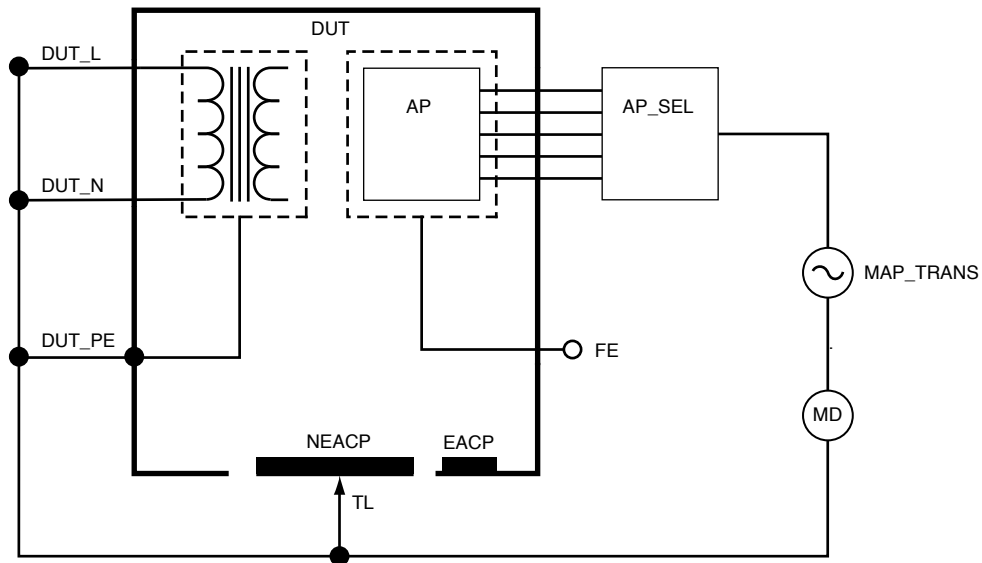 DUT
DUT_L
AP
AP_SEL
DUT_N
MAP_TRANS
DUT_PE
FE
MD
NEACP
EACP
TL